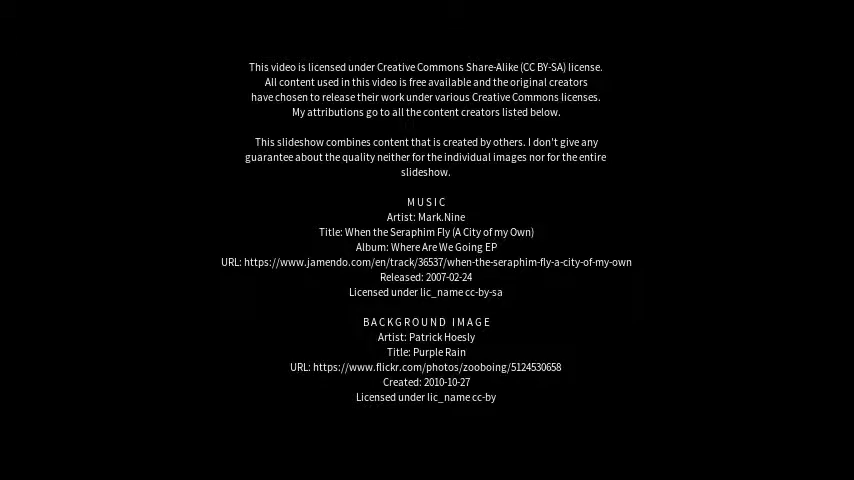 This video is licensed under Creative Commons Share-Alike (CC BY-SA) license.
All content used in this video is free available and the original creators
have chosen to release their work under various Creative Commons licenses.
My attributions go to all the content creators listed below.
This slideshow combines content that is created by others. I don't give any
guarantee about the quality neither for the individual images nor for the entire
slideshow.
MUSIC
Artist: Mark.Nine
Title: When the Seraphim Fly (A City of my Own)
Album: Where Are We Going EP
URL: https://www.jamendo.com/en/track/36537/when-the-seraphim-fly-a-city-of-my-own
Released: 2007-02-24
Licensed under lic_name cc-by-sa
BACKGROUND IMAGE
Artist: Patrick Hoesly
Title: Purple Rain
URL: https://www.flickr.com/photos/zooboing/5124530658
Created: 2010-10-27
Licensed under lic_name cc-by